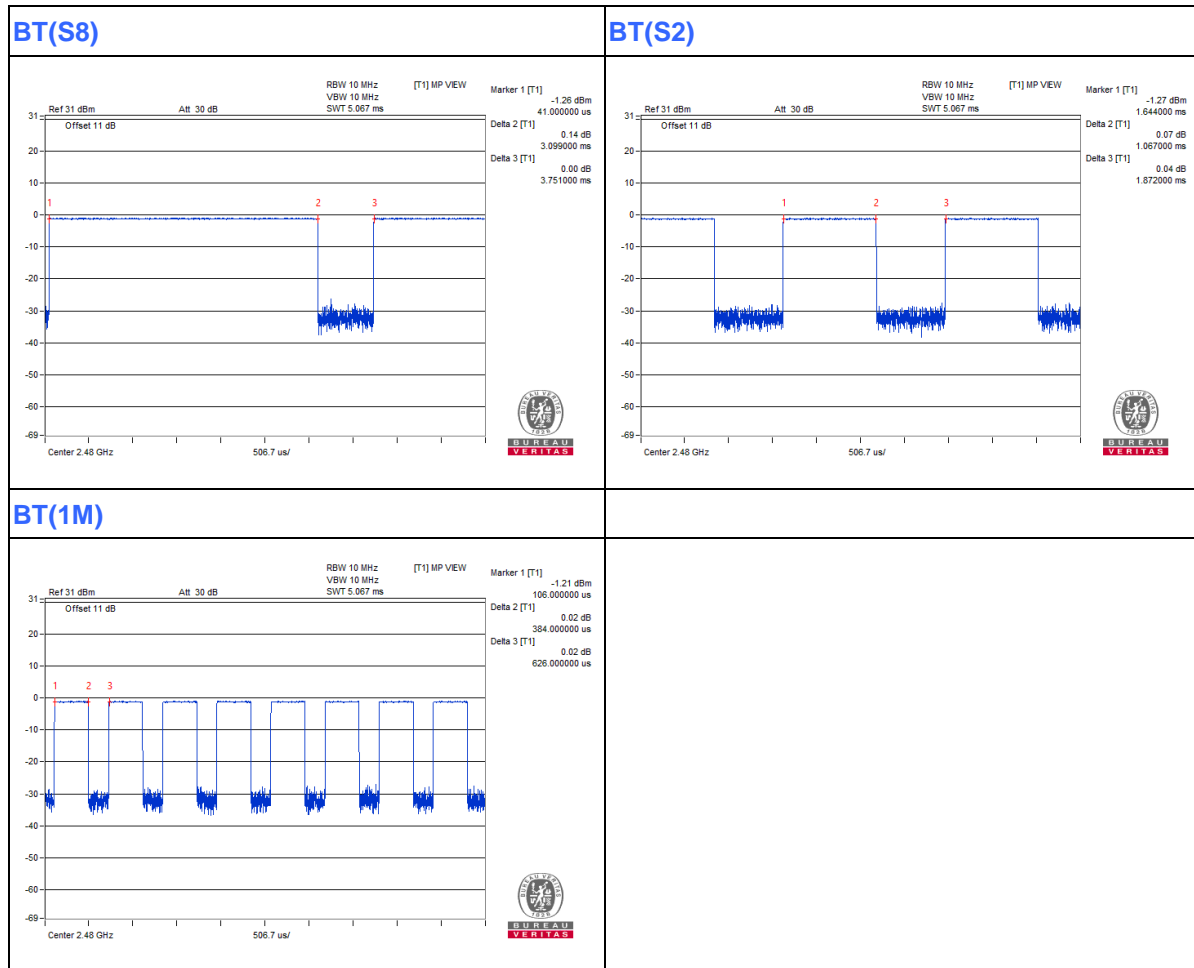 BT(S8)
RBW 10 MHz [T1] MP VIEW
VBW 10 MHz
Ref 31 dBm Att 30 dB SWT 5.067 ms
Marker 1 [T1]
-1.26 dBm
41.000000 us
Delta 2 [T1]
0.14 dB
3.099000 ms
Delta 3 [T1]
0.00 dB
3.751000 ms
31
Offset 11 dB
20
10
1 2 3
0
-10
-20
-30
-40
-50
-60
-69
Center 2.48 GHz 506.7 us/
1828
BUREAU
VERITAS
BT(S2)
RBW 10 MHz [T1] MP VIEW
VBW 10 MHz
Ref 31 dBm Att 30 dB SWT 5.067 ms
Marker 1 [T1]
-1.27 dBm
1.644000 ms
Delta 2 [T1]
0.07 dB
1.067000 ms
Delta 3 [T1]
0.04 dB
1.872000 ms
31
Offset 11 dB
20
10
1 2 3
0
-10
-20
-30
-40
-50
-60
-69
Center 2.48 GHz 506.7 us/
1828
BUREAU
VERITAS
BT(1M)
RBW 10 MHz [T1] MP VIEW
VBW 10 MHz
Ref 31 dBm Att 30 dB SWT 5.067 ms
Marker 1 [T1]
-1.21 dBm
106.000000 us
Delta 2 [T1]
0.02 dB
384.000000 us
Delta 3 [T1]
0.02 dB
626.000000 us
31
Offset 11 dB
20
10
1 2 3
0
-10
-20
-30
-40
-50
-60
-69
Center 2.48 GHz 506.7 us/
1828
BUREAU
VERITAS